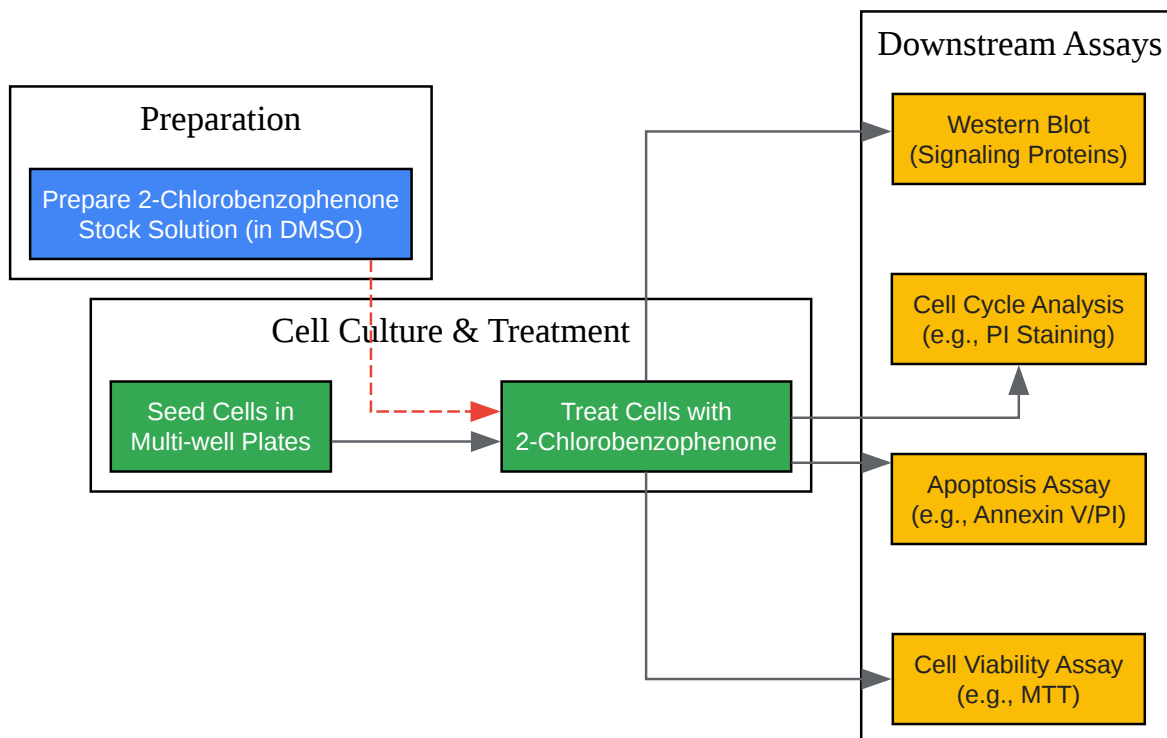 Preparation
Prepare 2-Chlorobenzophenone
Stock Solution (in DMSO)
Cell Culture & Treatment
Seed Cells in
Multi-well Plates
Treat Cells with
2-Chlorobenzophenone
Downstream Assays
Western Blot
(Signaling Proteins)
Cell Cycle Analysis
(e.g., PI Staining)
Apoptosis Assay
(e.g., Annexin V/PI)
Cell Viability Assay
(e.g., MTT)